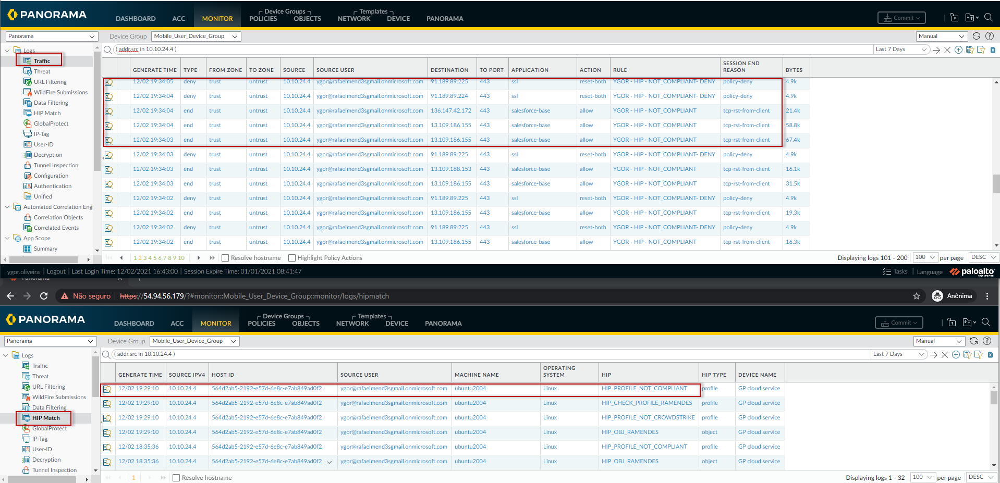 PANORAMA
Device Groups Templates
DASHBOARD ACC MONITOR POLICIES OBJECTS NETWORK DEVICE PANORAMA
Commit
Panorama Device Group Mobile_User_Device_Group Manual
( addr.src in 10.10.24.4 ) Last 7 Days
Logs
Traffic
Threat
URL Filtering
WildFire Submissions
Data Filtering
HIP Match
GlobalProtect
IP-Tag
User-ID
Decryption
Tunnel Inspection
Configuration
Authentication
Unified
Automated Correlation Eng
Correlation Objects
Correlated Events
App Scope
Summary
GENERATE TIME TYPE FROM ZONE TO ZONE SOURCE SOURCE USER DESTINATION TO PORT APPLICATION ACTION RULE SESSION END REASON BYTES
12/02 19:34:05 deny trust untrust 10.10.24.4 ygor@rafaelmend3sgmail.onmicrosoft.com 91.189.89.225 443 ssl reset-both YGOR - HIP - NOT_COMPLIANT- DENY policy-deny 4.9k
12/02 19:34:04 deny trust untrust 10.10.24.4 ygor@rafaelmend3sgmail.onmicrosoft.com 91.189.89.224 443 ssl reset-both YGOR - HIP - NOT_COMPLIANT- DENY policy-deny 4.9k
12/02 19:34:04 end trust untrust 10.10.24.4 ygor@rafaelmend3sgmail.onmicrosoft.com 136.147.42.172 443 salesforce-base allow YGOR - HIP - NOT_COMPLIANT tcp-rst-from-client 21.4k
12/02 19:34:04 end trust untrust 10.10.24.4 ygor@rafaelmend3sgmail.onmicrosoft.com 13.109.186.155 443 salesforce-base allow YGOR - HIP - NOT_COMPLIANT tcp-rst-from-client 58.8k
12/02 19:34:03 end trust untrust 10.10.24.4 ygor@rafaelmend3sgmail.onmicrosoft.com 13.109.186.155 443 salesforce-base allow YGOR - HIP - NOT_COMPLIANT tcp-rst-from-client 67.4k
12/02 19:34:03 deny trust untrust 10.10.24.4 ygor@rafaelmend3sgmail.onmicrosoft.com 91.189.89.225 443 ssl reset-both YGOR - HIP - NOT_COMPLIANT- DENY policy-deny 4.9k
12/02 19:34:03 end trust untrust 10.10.24.4 ygor@rafaelmend3sgmail.onmicrosoft.com 13.109.188.153 443 salesforce-base allow YGOR - HIP - NOT_COMPLIANT tcp-rst-from-client 16.1k
12/02 19:34:03 end trust untrust 10.10.24.4 ygor@rafaelmend3sgmail.onmicrosoft.com 13.109.186.155 443 salesforce-base allow YGOR - HIP - NOT_COMPLIANT tcp-rst-from-client 31.5k
12/02 19:34:02 deny trust untrust 10.10.24.4 ygor@rafaelmend3sgmail.onmicrosoft.com 91.189.89.225 443 ssl reset-both YGOR - HIP - NOT_COMPLIANT- DENY policy-deny 4.9k
12/02 19:34:02 end trust untrust 10.10.24.4 ygor@rafaelmend3sgmail.onmicrosoft.com 13.109.186.155 443 salesforce-base allow YGOR - HIP - NOT_COMPLIANT tcp-rst-from-client 19.3k
12/02 19:34:02 deny trust untrust 10.10.24.4 ygor@rafaelmend3sgmail.onmicrosoft.com 91.189.89.225 443 ssl reset-both YGOR - HIP - NOT_COMPLIANT- DENY policy-deny 4.9k
12/02 19:34:02 end trust untrust 10.10.24.4 ygor@rafaelmend3sgmail.onmicrosoft.com 13.109.186.155 443 salesforce-base allow YGOR - HIP - NOT_COMPLIANT tcp-rst-from-client 16.3k
1 2 3 4 5 6 7 8 9 10 Resolve hostname Highlight Policy Actions Displaying logs 101 - 200 100 per page DESC
ygor.oliveira | Logout | Last Login Time: 12/02/2021 16:43:00 | Session Expire Time: 01/01/2021 08:41:47 Tasks | Language paloalto NETWORKS
Panorama
Não seguro | https://54.94.56.179/?#monitor::Mobile_User_Device_Group::monitor/logs/hipmatch Anônima
PANORAMA
Device Groups Templates
DASHBOARD ACC MONITOR POLICIES OBJECTS NETWORK DEVICE PANORAMA
Commit
Panorama Device Group Mobile_User_Device_Group Manual
( addr.src in 10.10.24.4 ) Last 7 Days
Logs
Traffic
Threat
URL Filtering
WildFire Submissions
Data Filtering
HIP Match
GlobalProtect
IP-Tag
User-ID
Decryption
Tunnel Inspection
GENERATE TIME SOURCE IPV4 HOST ID SOURCE USER MACHINE NAME OPERATING SYSTEM HIP HIP TYPE DEVICE NAME
12/02 19:29:10 10.10.24.4 564d2ab5-2192-e57d-6e8c-e7ab849ad0f2 ygor@rafaelmend3sgmail.onmicrosoft.com ubuntu2004 Linux HIP_PROFILE_NOT_COMPLIANT profile GP cloud service
12/02 19:29:10 10.10.24.4 564d2ab5-2192-e57d-6e8c-e7ab849ad0f2 ygor@rafaelmend3sgmail.onmicrosoft.com ubuntu2004 Linux HIP_CHECK_PROFILE_RAMENDES profile GP cloud service
12/02 19:29:10 10.10.24.4 564d2ab5-2192-e57d-6e8c-e7ab849ad0f2 ygor@rafaelmend3sgmail.onmicrosoft.com ubuntu2004 Linux HIP_PROFILE_NOT_CROWDSTRIKE profile GP cloud service
12/02 19:29:10 10.10.24.4 564d2ab5-2192-e57d-6e8c-e7ab849ad0f2 ygor@rafaelmend3sgmail.onmicrosoft.com ubuntu2004 Linux HIP_OBJ_RAMENDES object GP cloud service
12/02 18:35:36 10.10.24.4 564d2ab5-2192-e57d-6e8c-e7ab849ad0f2 ygor@rafaelmend3sgmail.onmicrosoft.com ubuntu2004 Linux HIP_PROFILE_NOT_COMPLIANT profile GP cloud service
12/02 18:35:36 10.10.24.4 564d2ab5-2192-e57d-6e8c-e7ab849ad0f2 ygor@rafaelmend3sgmail.onmicrosoft.com ubuntu2004 Linux HIP_OBJ_RAMENDES object GP cloud service
1 Resolve hostname Displaying logs 1 - 32 100 per page DESC